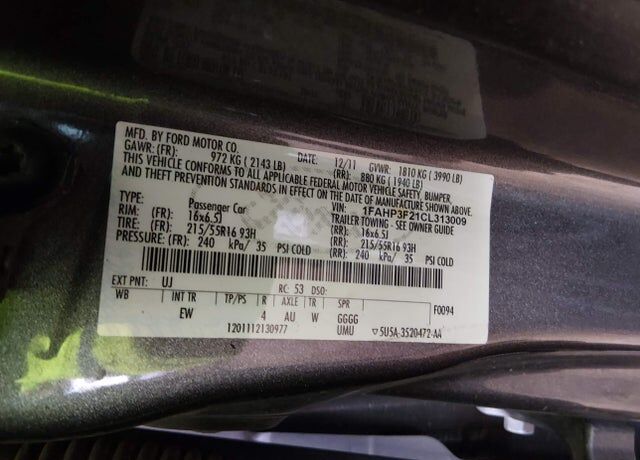 MFD. BY FORD MOTOR CO.
DATE: 12/11 GVWR: 1810 KG ( 3990 LB)
GAWR: (FR): 972 KG ( 2143 LB) (RR): 880 KG ( 1940 LB)
THIS VEHICLE CONFORMS TO ALL APPLICABLE FEDERAL MOTOR VEHICLE SAFETY, BUMPER,
AND THEFT PREVENTION STANDARDS IN EFFECT ON THE DATE OF MANUFACTURE SHOWN ABOVE.
VIN: 1FAHP3F21CL313009
TYPE: Passenger Car TRAILER TOWING - SEE OWNER GUIDE
RIM: (FR): 16x6.5J (RR): 16x6.5J
TIRE: (FR): 215/55R16 93H (RR): 215/55R16 93H
PRESSURE: (FR): 240 kPa/ 35 PSI COLD (RR): 240 kPa/ 35 PSI COLD
EXT PNT: UJ RC: 53 DSO: F0094
WB INT TR TP/PS R AXLE TR SPR
EW 4 AU W GGGG
1201112130977 UMU ▽5U5A-3520472-AA